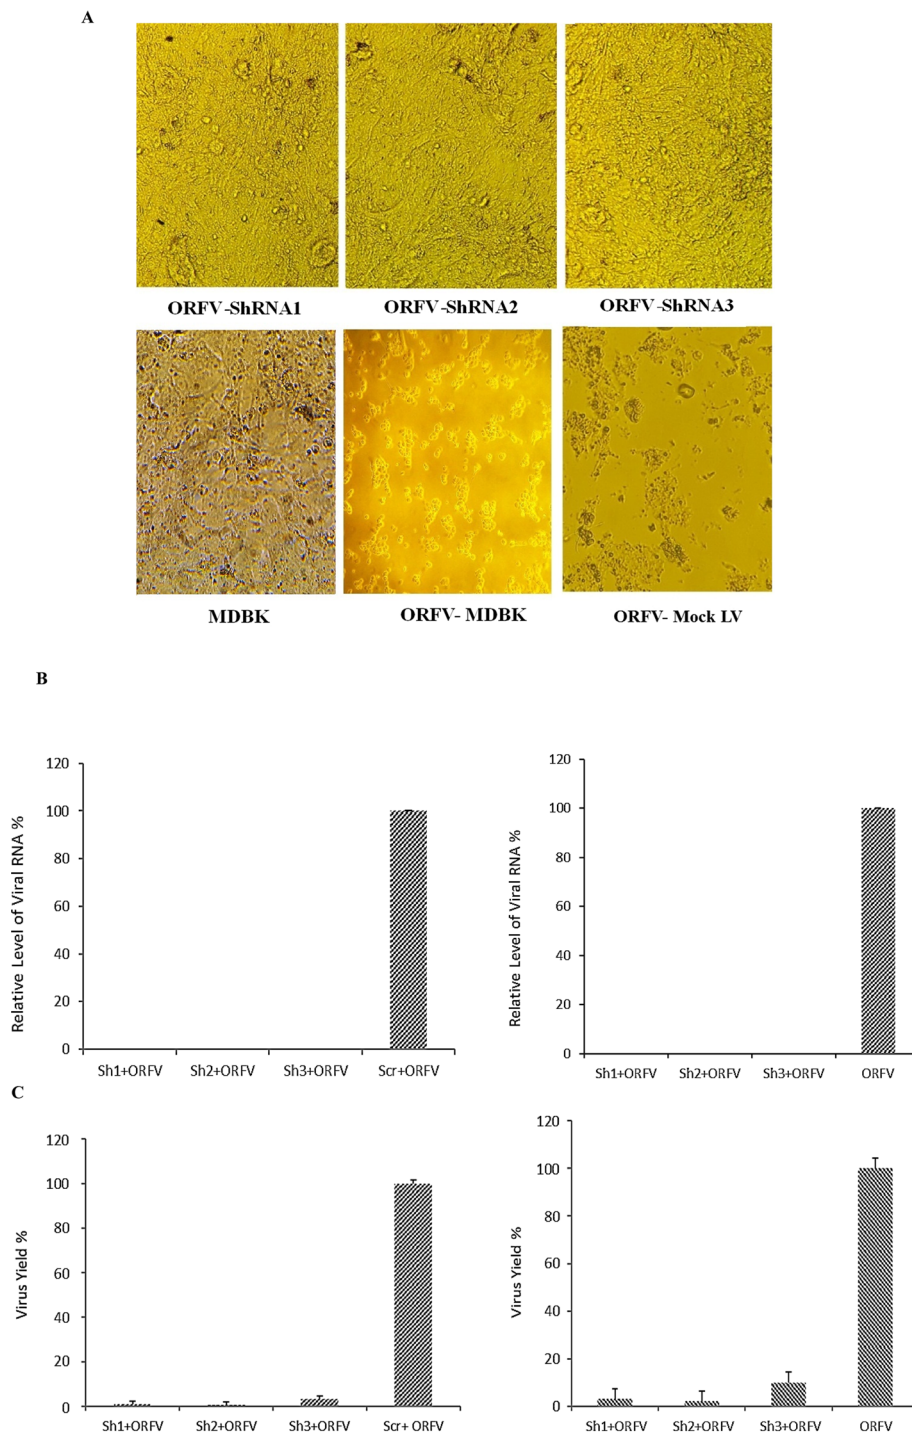 A
ORFV-ShRNA1 ORFV-ShRNA2 ORFV-ShRNA3
MDBK ORFV- MDBK ORFV- Mock LV
B
Relative Level of Viral RNA %
120
100
80
60
40
20
0
Sh1+ORFV Sh2+ORFV Sh3+ORFV Scr+ORFV
Relative Level of Viral RNA %
120
100
80
60
40
20
0
Sh1+ORFV Sh2+ORFV Sh3+ORFV ORFV
C
Virus Yield %
120
100
80
60
40
20
0
Sh1+ORFV Sh2+ORFV Sh3+ORFV Scr+ ORFV
Virus Yield %
120
100
80
60
40
20
0
Sh1+ORFV Sh2+ORFV Sh3+ORFV ORFV